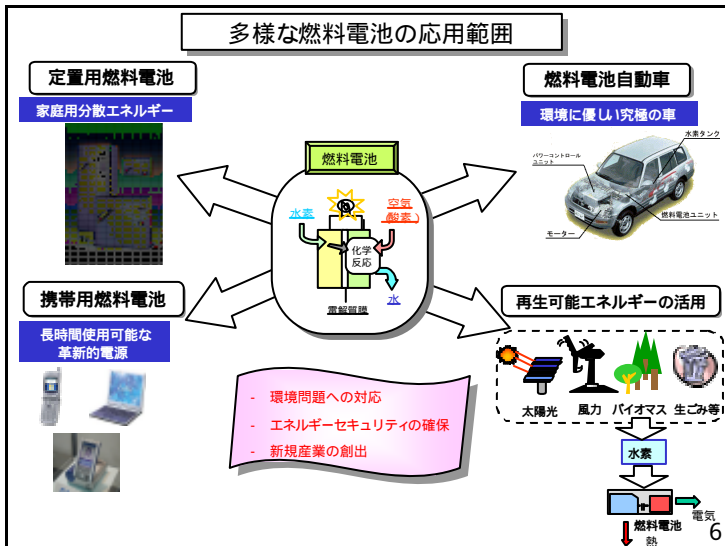 多様な燃料電池の応用範囲
定置用燃料電池
家庭用分散エネルギー
燃料電池自動車
環境に優しい究極の車
水素タンク
パワーコントロール
ユニット
燃料電池ユニット
モーター
燃料電池
水素
空気
(酸素)
化学
反応
水
電解質膜
携帯用燃料電池
長時間使用可能な
革新的電源
再生可能エネルギーの活用
太陽光 風力 バイオマス 生ごみ等
水素
電気
燃料電池
熱
- 環境問題への対応
- エネルギーセキュリティの確保
- 新規産業の創出
6